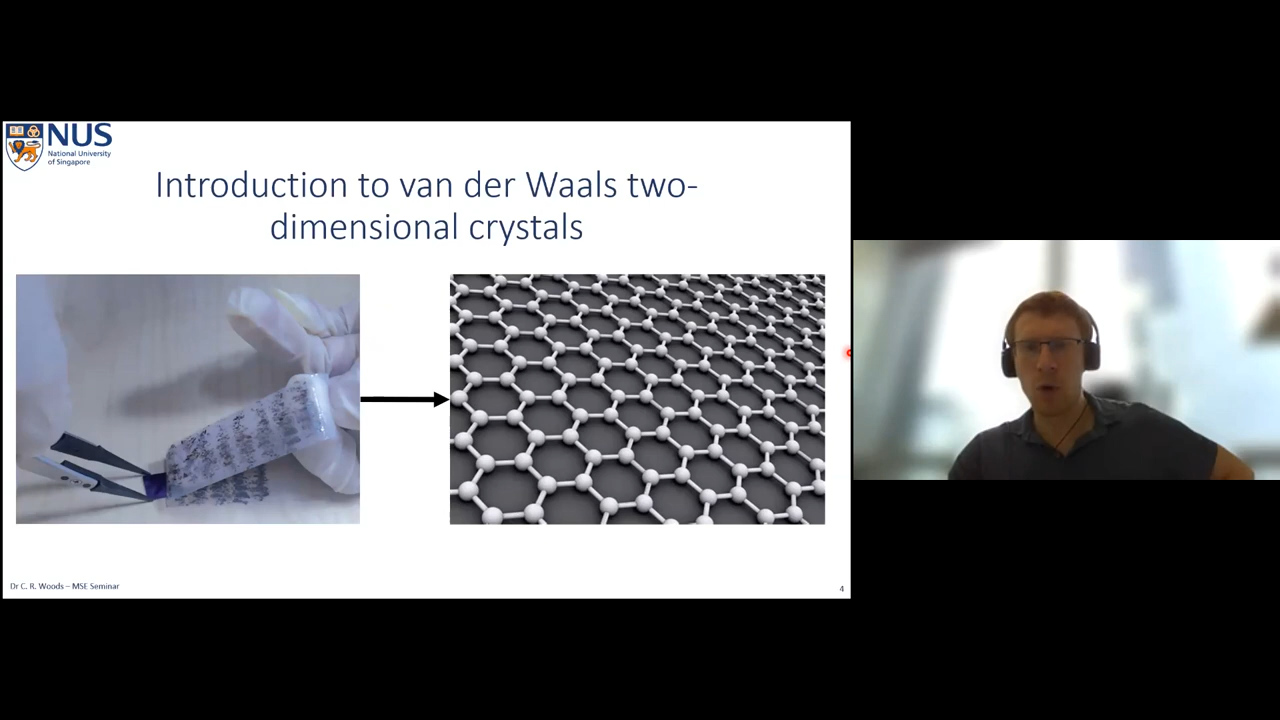 NUS
National University
of Singapore
Introduction to van der Waals two-
dimensional crystals
Dr C. R. Woods – MSE Seminar
4